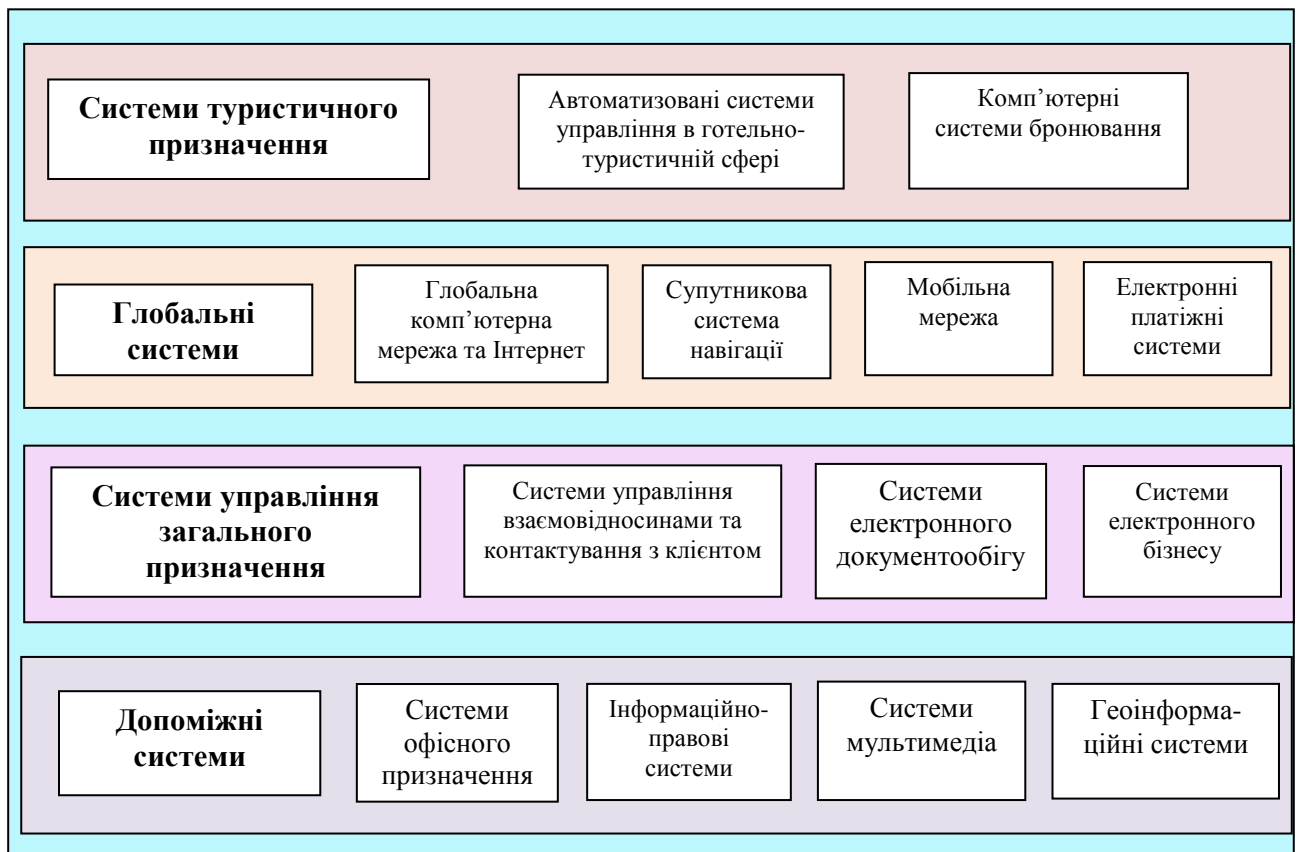 Системи туристичного
призначення
Автоматизовані системи
управління в готельно-
туристичній сфері
Комп’ютерні
системи бронювання
Глобальні
системи
Глобальна
комп’ютерна
мережа та Інтернет
Супутникова
система
навігації
Мобільна
мережа
Електронні
платіжні
системи
Системи управління
загального
призначення
Системи управління
взаємовідносинами та
контактування з клієнтом
Системи
електронного
документообігу
Системи
електронного
бізнесу
Допоміжні
системи
Системи
офісного
призначення
Інформаційно-
правові
системи
Системи
мультимедіа
Геоінформа-
ційні системи